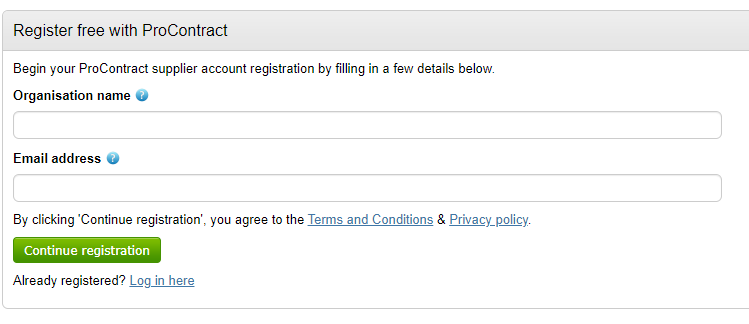 Register free with ProContract
Begin your ProContract supplier account registration by filling in a few details below.
Organisation name ?
Email address ?
By clicking 'Continue registration', you agree to the Terms and Conditions & Privacy policy.
Continue registration
Already registered? Log in here